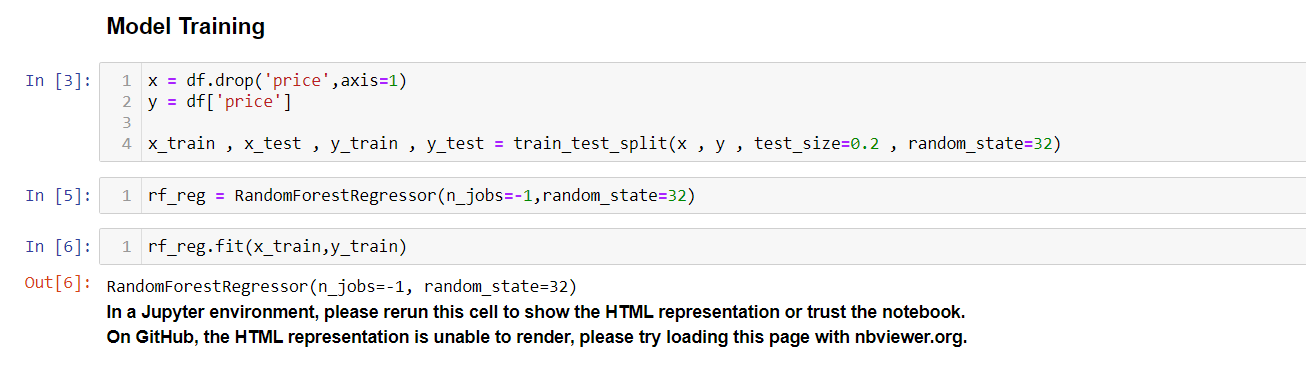 Model Training
In [3]:
1 x = df.drop('price',axis=1)
2 y = df['price']
3
4 x_train , x_test , y_train , y_test = train_test_split(x , y , test_size=0.2 , random_state=32)
In [5]:
1 rf_reg = RandomForestRegressor(n_jobs=-1,random_state=32)
In [6]:
1 rf_reg.fit(x_train,y_train)
Out[6]:
RandomForestRegressor(n_jobs=-1, random_state=32)
In a Jupyter environment, please rerun this cell to show the HTML representation or trust the notebook.
On GitHub, the HTML representation is unable to render, please try loading this page with nbviewer.org.